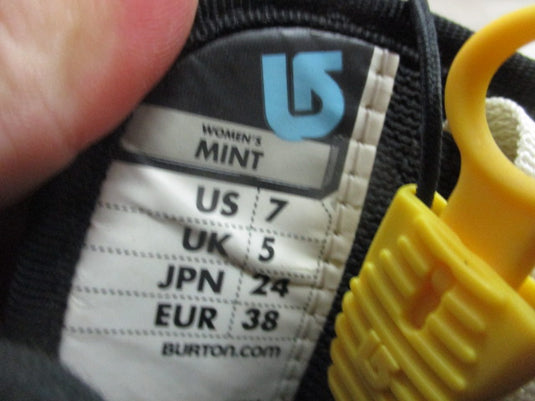 WOMEN'S
MINT
US 7
UK 5
JPN 24
EUR 38
BURTON.COM